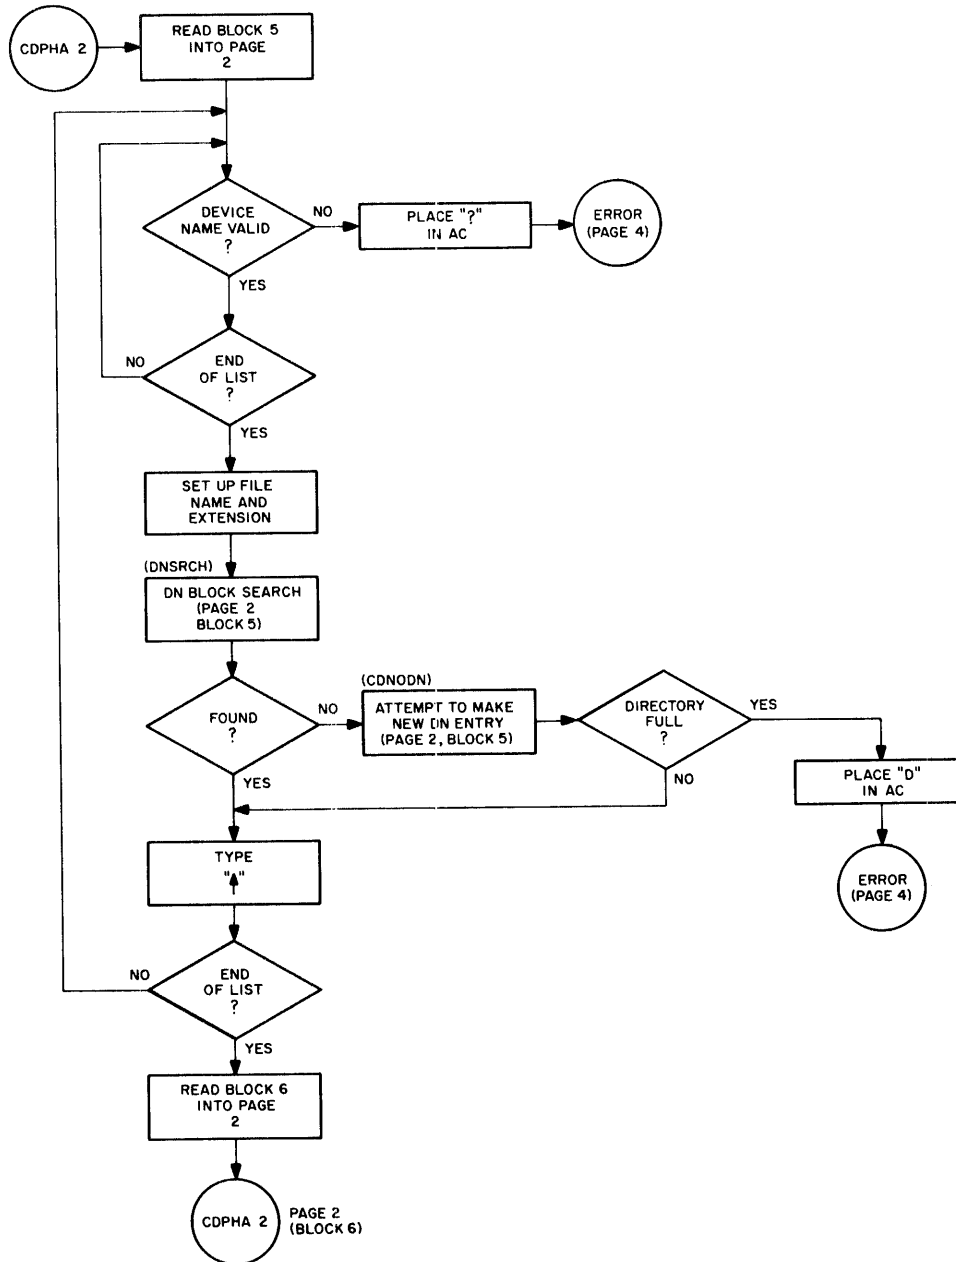 CDPHA 2
READ BLOCK 5
INTO PAGE
2
DEVICE
NAME VALID
?
NO
PLACE "?"
IN AC
ERROR
(PAGE 4)
YES
END
OF LIST
?
NO
YES
SET UP FILE
NAME AND
EXTENSION
(DNSRCH)
DN BLOCK SEARCH
(PAGE 2
BLOCK 5)
FOUND
?
NO
(CDNODN)
ATTEMPT TO MAKE
NEW DN ENTRY
(PAGE 2, BLOCK 5)
DIRECTORY
FULL
?
YES
NO
PLACE "D"
IN AC
ERROR
(PAGE 4)
YES
TYPE
"↑"
END
OF LIST
?
NO
YES
READ BLOCK 6
INTO PAGE
2
CDPHA 2
PAGE 2
(BLOCK 6)